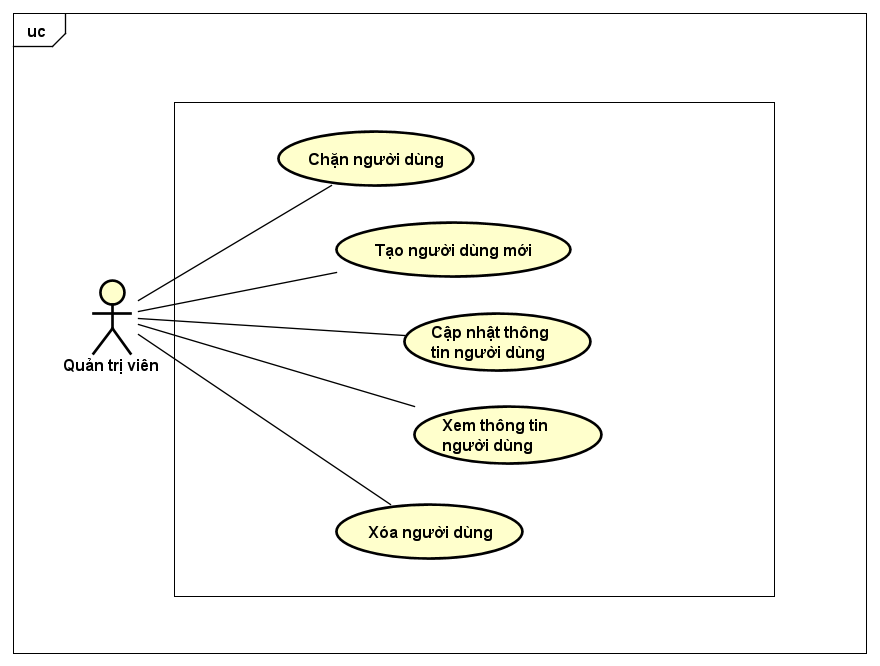 uc
Chặn người dùng
Tạo người dùng mới
Cập nhật thông
tin người dùng
Quản trị viên
Xem thông tin
người dùng
Xóa người dùng